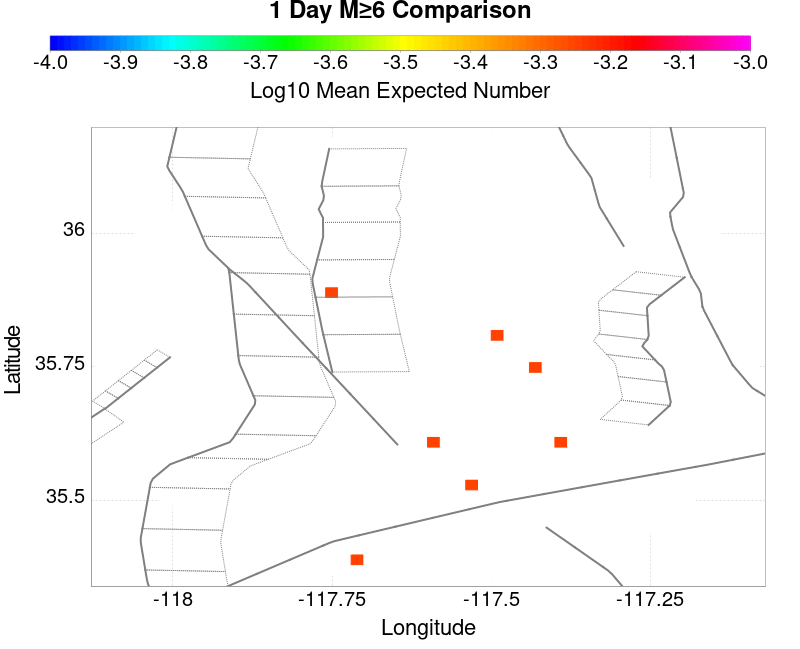 1 Day M≥6 Comparison
-4.0 -3.9 -3.8 -3.7 -3.6 -3.5 -3.4 -3.3 -3.2 -3.1 -3.0
Log10 Mean Expected Number
36
35.75
35.5
Latitude
-118 -117.75 -117.5 -117.25
Longitude